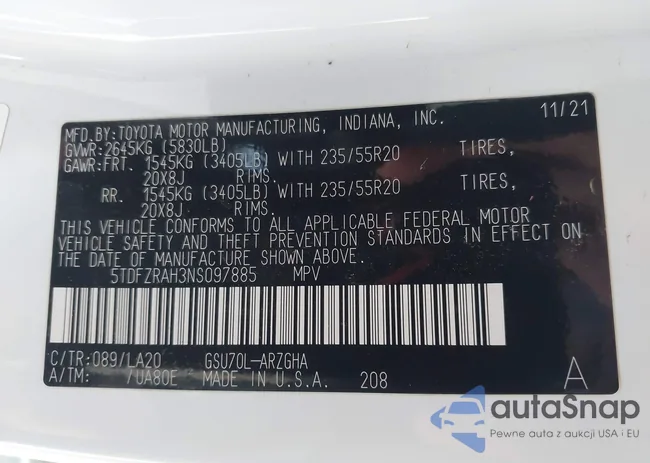 MFD.BY:TOYOTA MOTOR MANUFACTURING, INDIANA, INC. 11/21
GVWR:2645KG (5830LB)
GAWR:FRT. 1545KG (3405LB) WITH 235/55R20 TIRES,
20X8J RIMS.
RR. 1545KG (3405LB) WITH 235/55R20 TIRES,
20X8J RIMS.
THIS VEHICLE CONFORMS TO ALL APPLICABLE FEDERAL MOTOR
VEHICLE SAFETY AND THEFT PREVENTION STANDARDS IN EFFECT ON
THE DATE OF MANUFACTURE SHOWN ABOVE.
5TDFZRAH3NS097885 MPV
C/TR:089/LA20 GSU70L-ARZGHA
A/TM: /UA80E MADE IN U.S.A. 208 A
autaSnap
Pewne auta z aukcji USA i EU